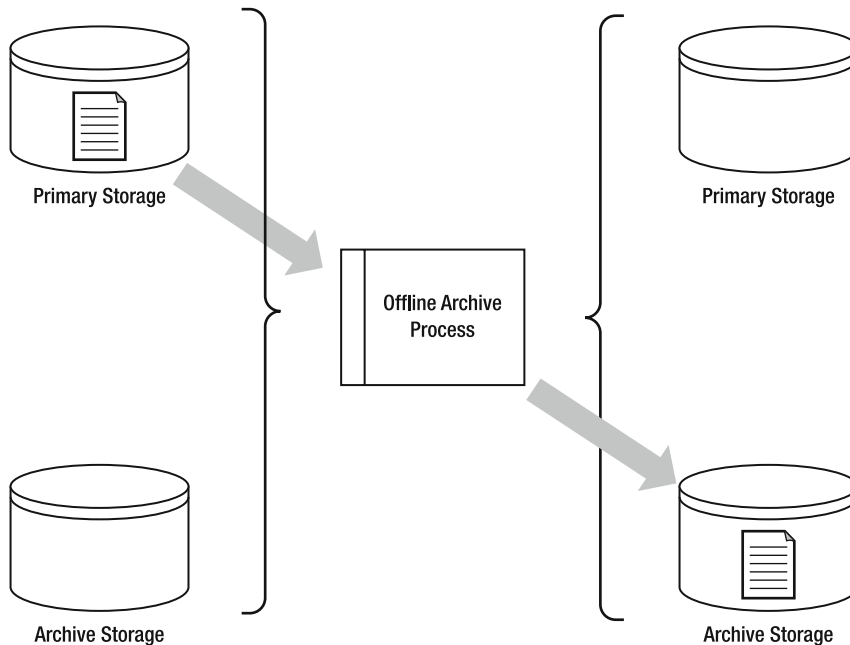 Primary Storage
Primary Storage
Offline Archive
Process
Archive Storage
Archive Storage